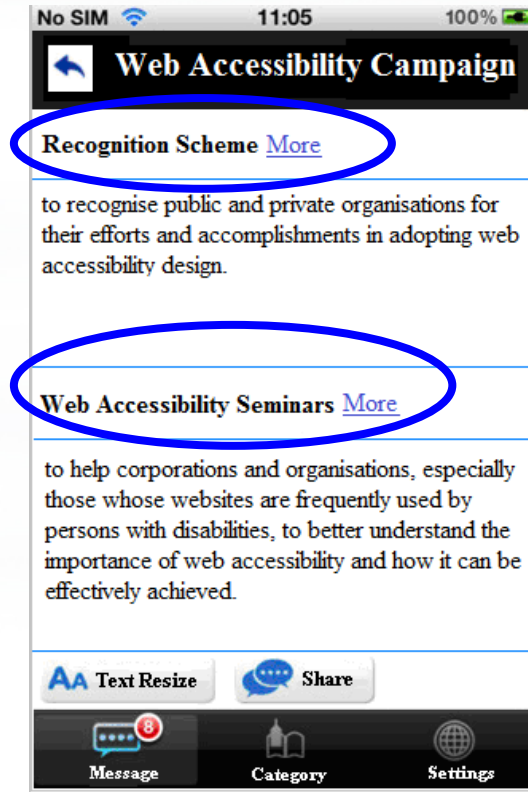 No SIM 11:05 100%
Web Accessibility Campaign
Recognition Scheme More
to recognise public and private organisations for
their efforts and accomplishments in adopting web
accessibility design.
Web Accessibility Seminars More
to help corporations and organisations, especially
those whose websites are frequently used by
persons with disabilities, to better understand the
importance of web accessibility and how it can be
effectively achieved.
AA Text Resize Share
8
Message Category Settings